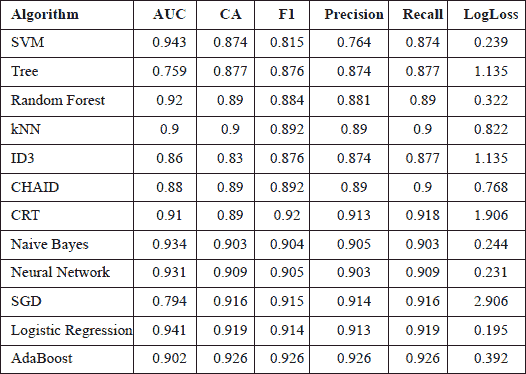 Algorithm AUC CA F1 Precision Recall LogLoss
SVM 0.943 0.874 0.815 0.764 0.874 0.239
Tree 0.759 0.877 0.876 0.874 0.877 1.135
Random Forest 0.92 0.89 0.884 0.881 0.89 0.322
kNN 0.9 0.9 0.892 0.89 0.9 0.822
ID3 0.86 0.83 0.876 0.874 0.877 1.135
CHAID 0.88 0.89 0.892 0.89 0.9 0.768
CRT 0.91 0.89 0.92 0.913 0.918 1.906
Naive Bayes 0.934 0.903 0.904 0.905 0.903 0.244
Neural Network 0.931 0.909 0.905 0.903 0.909 0.231
SGD 0.794 0.916 0.915 0.914 0.916 2.906
Logistic Regression 0.941 0.919 0.914 0.913 0.919 0.195
AdaBoost 0.902 0.926 0.926 0.926 0.926 0.392